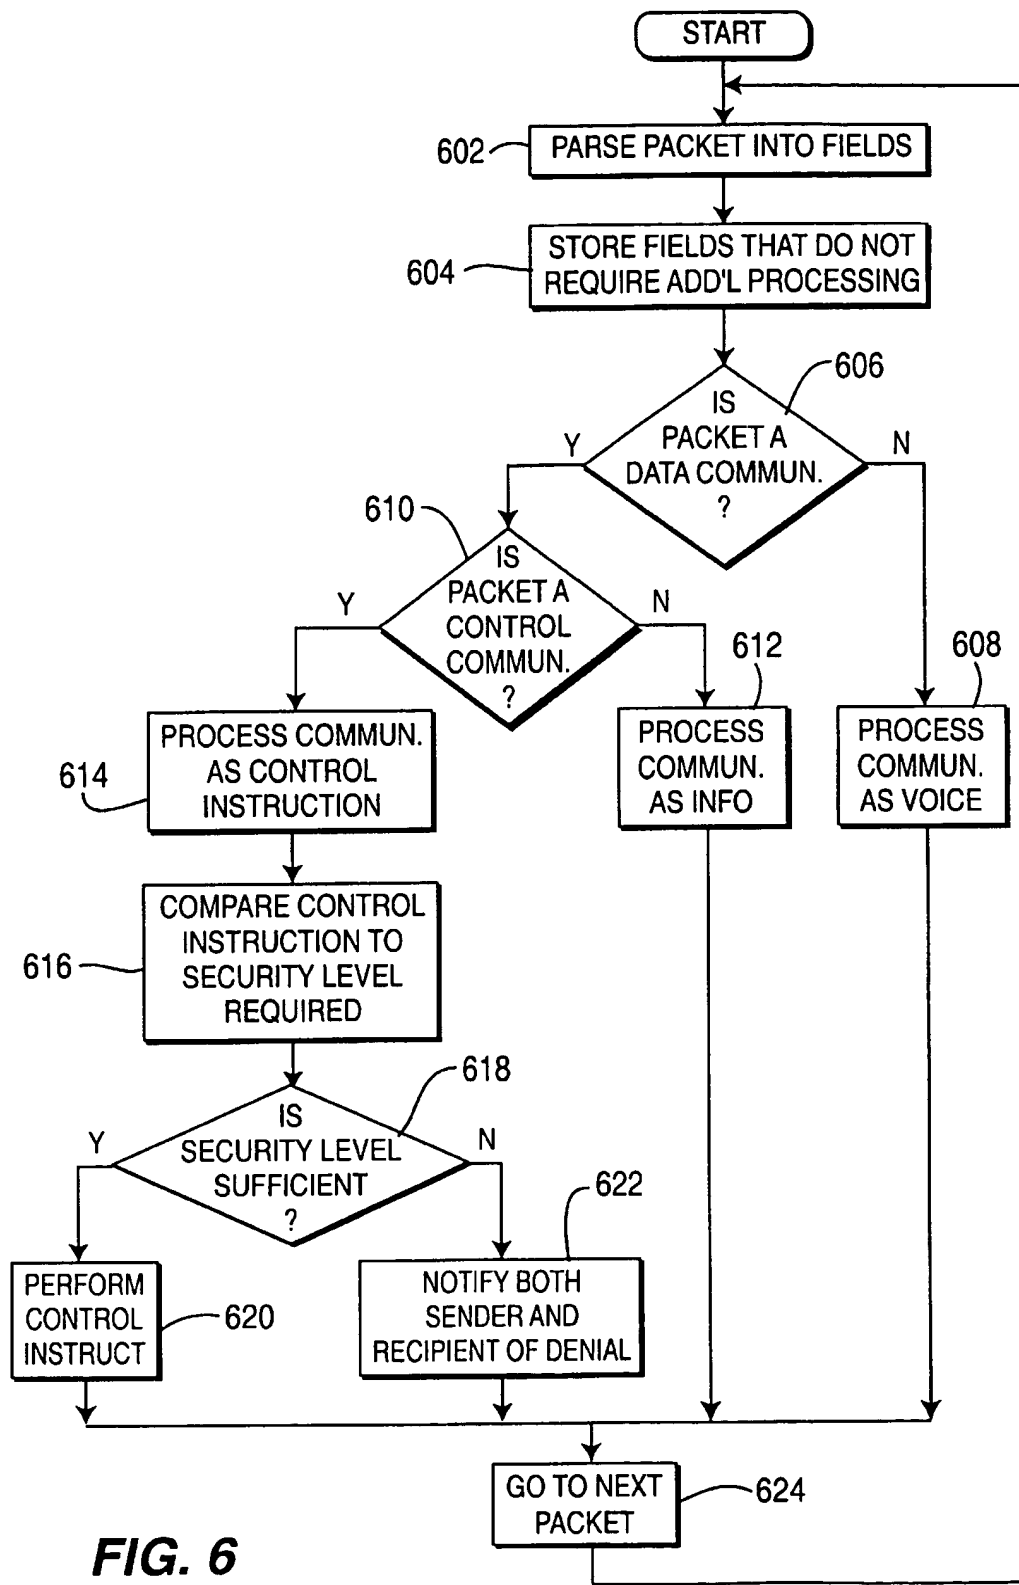 START
602
PARSE PACKET INTO FIELDS
604
STORE FIELDS THAT DO NOT
REQUIRE ADD'L PROCESSING
606
IS
PACKET A
DATA COMMUN.
?
Y
N
610
IS
PACKET A
CONTROL
COMMUN.
?
Y
N
612
608
614
PROCESS COMMUN.
AS CONTROL
INSTRUCTION
PROCESS
COMMUN.
AS INFO
PROCESS
COMMUN.
AS VOICE
616
COMPARE CONTROL
INSTRUCTION TO
SECURITY LEVEL
REQUIRED
618
IS
SECURITY LEVEL
SUFFICIENT
?
Y
N
622
PERFORM
CONTROL
INSTRUCT
620
NOTIFY BOTH
SENDER AND
RECIPIENT OF DENIAL
GO TO NEXT
PACKET
624
FIG. 6